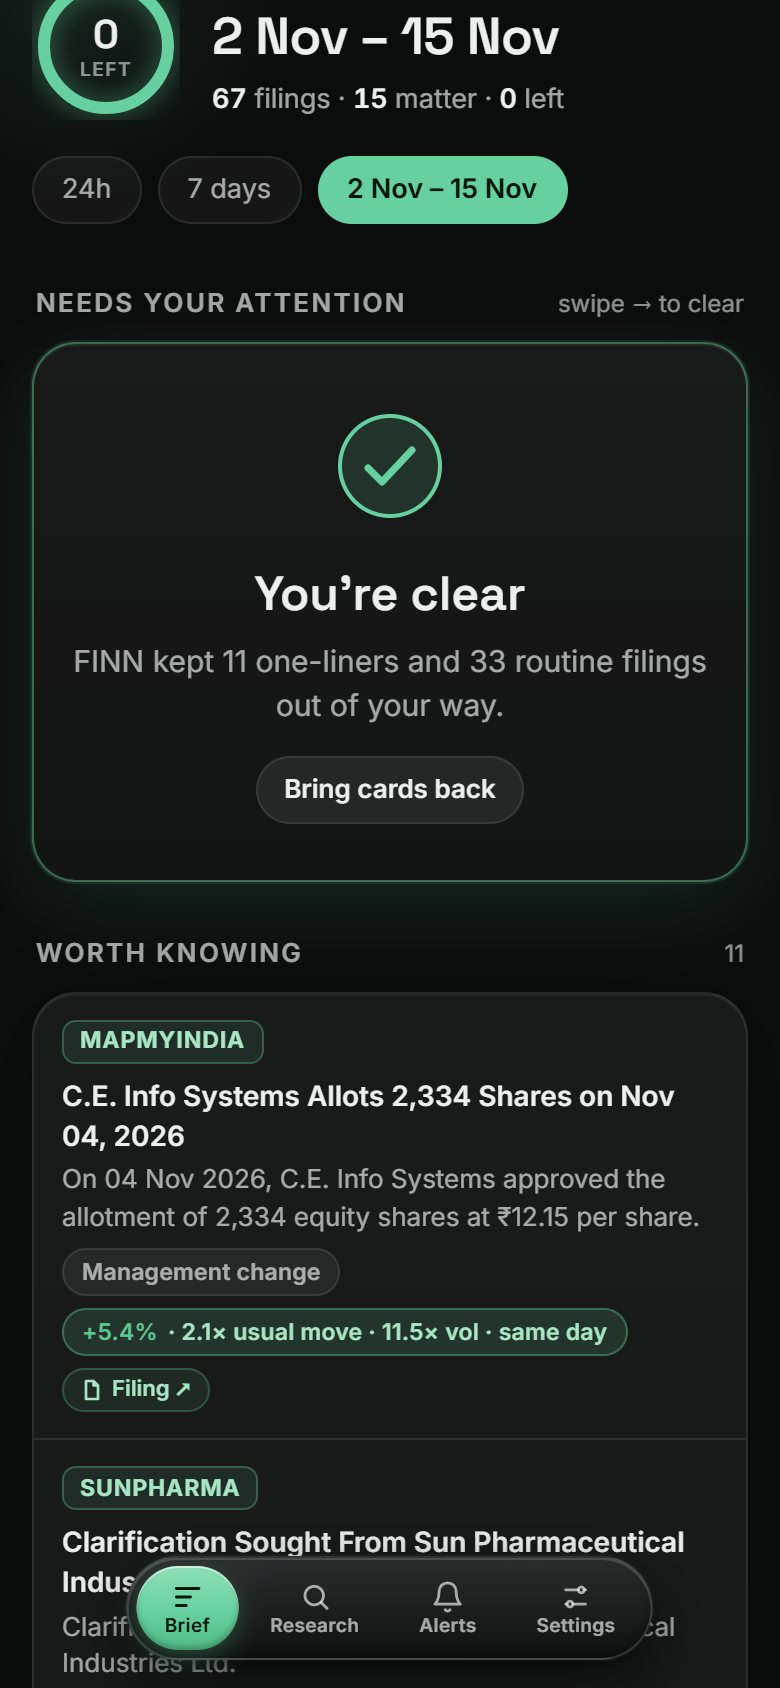 0
LEFT
2 Nov – 15 Nov
67 filings · 15 matter · 0 left
24h
7 days
2 Nov – 15 Nov
NEEDS YOUR ATTENTION
swipe → to clear
You're clear
FINN kept 11 one-liners and 33 routine filings
out of your way.
Bring cards back
WORTH KNOWING
11
MAPMYINDIA
C.E. Info Systems Allots 2,334 Shares on Nov
04, 2026
On 04 Nov 2026, C.E. Info Systems approved the
allotment of 2,334 equity shares at ₹12.15 per share.
Management change
+5.4% · 2.1× usual move · 11.5× vol · same day
Filing ↗
SUNPHARMA
Clarification Sought From Sun Pharmaceutical
Industries Ltd.
Brief
Research
Alerts
Settings